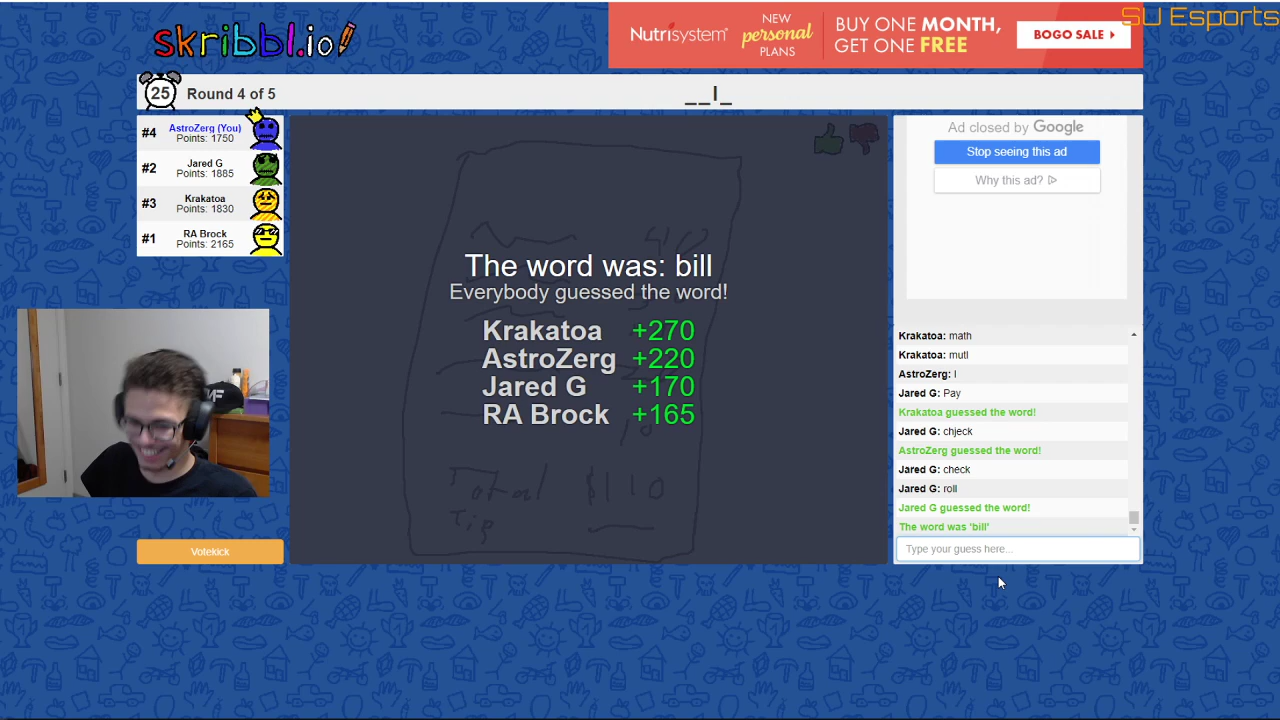 skribbl.io
Nutrisystem®
NEW
personal
PLANS
BUY ONE MONTH,
GET ONE FREE
BOGO SALE
SU Esports
25
Round 4 of 5
__l_
#4
AstroZerg (You)
Points: 1750
#2
Jared G
Points: 1885
#3
Krakatoa
Points: 1830
#1
RA Brock
Points: 2165
Votekick
The word was: bill
Everybody guessed the word!
Krakatoa +270
AstroZerg +220
Jared G +170
RA Brock +165
Total $110
Tip
Ad closed by Google
Stop seeing this ad
Why this ad?
Krakatoa: math
Krakatoa: mutl
AstroZerg: l
Jared G: Pay
Krakatoa guessed the word!
Jared G: chjeck
AstroZerg guessed the word!
Jared G: check
Jared G: roll
Jared G guessed the word!
The word was 'bill'
Type your guess here...